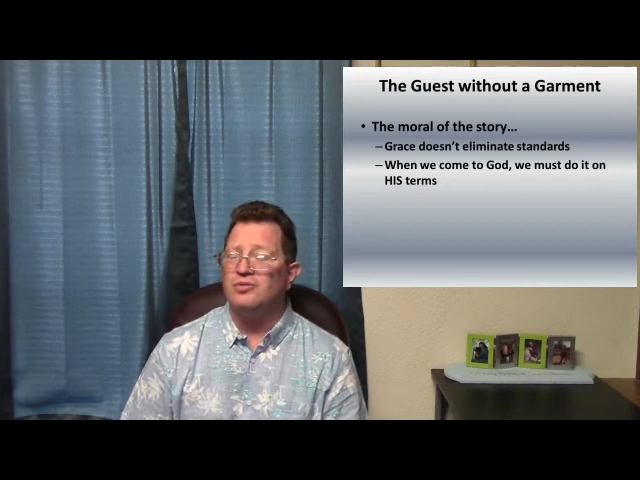 The Guest without a Garment
• The moral of the story…
–Grace doesn't eliminate standards
–When we come to God, we must do it on
HIS terms